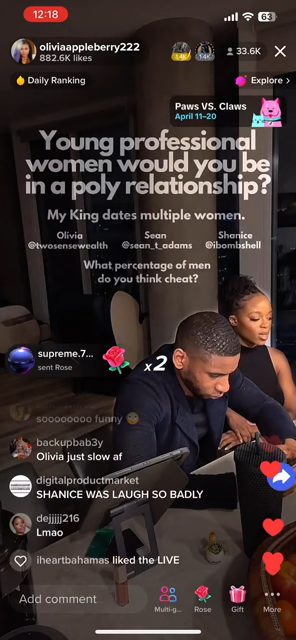 12:18
63
oliviaappleberry222
882.6K likes
33.6K
Daily Ranking
Explore >
Paws VS. Claws
April 11-20
Young professional
women would you be
in a poly relationship?
My King dates multiple women.
Olivia Sean Shanice
@twosensewealth @sean_t_adams @ibombshell
What percentage of men
do you think cheat?
supreme.7...
sent Rose
x2
soooooooo funny
backupbab3y
Olivia just slow af
digitalproductmarket
SHANICE WAS LAUGH SO BADLY
dejjjjj216
Lmao
iheartbahamas liked the LIVE
Add comment
Multi-g...
Rose
Gift
More